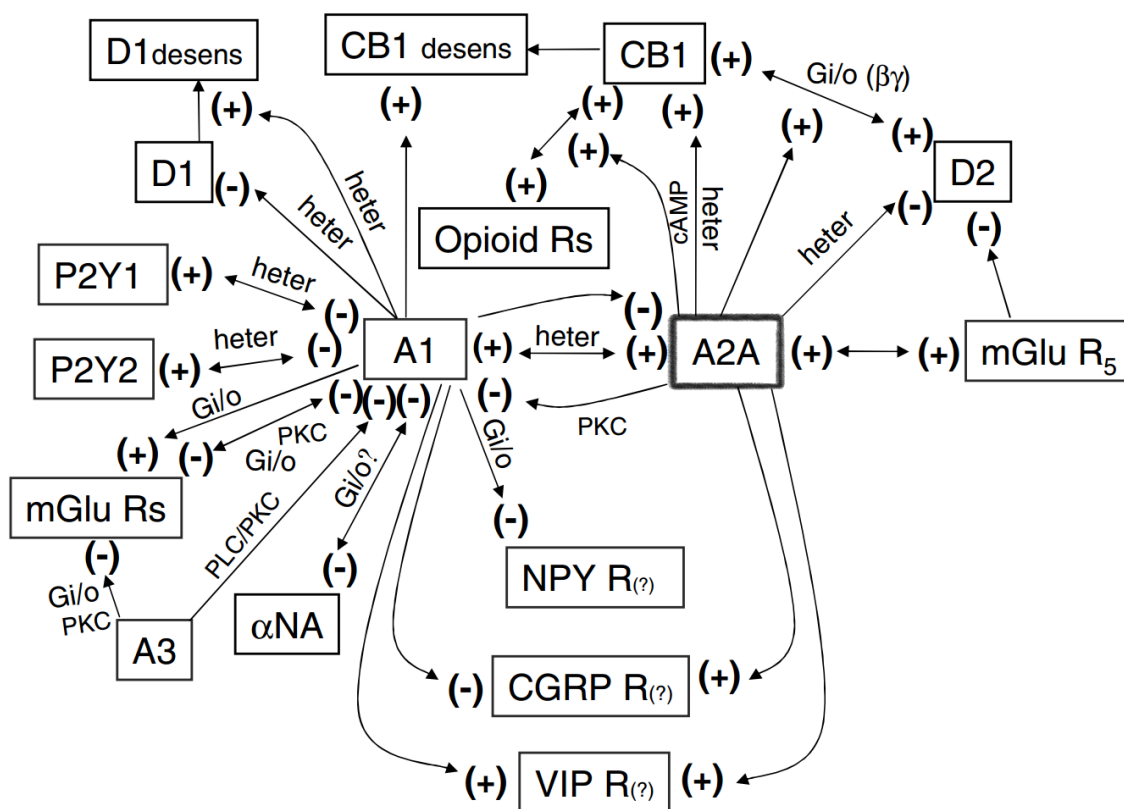 D1 desens
CB1 desens
CB1
(+)
Gi/o (βγ)
(+)
(+)
(+)
(+)
(+)
(+)
(+)
D1
(-)
heter
heter
(+)
Opioid Rs
cAMP
heter
heter
D2
(-)
(-)
P2Y1
(+)
heter
(-)
(-)
P2Y2
(+)
heter
(-)
A1
(+)
heter
(+)
A2A
(+)
(+)
mGlu R5
Gi/o
(-)
(-)
(-)
(-)
PKC
(+)
(-)
PKC
Gi/o
Gi/o?
Gi/o
mGlu Rs
PLC/PKC
(-)
(-)
(-)
Gi/o
PKC
A3
αNA
NPY R(?)
(-)
CGRP R(?)
(+)
(+)
VIP R(?)
(+)